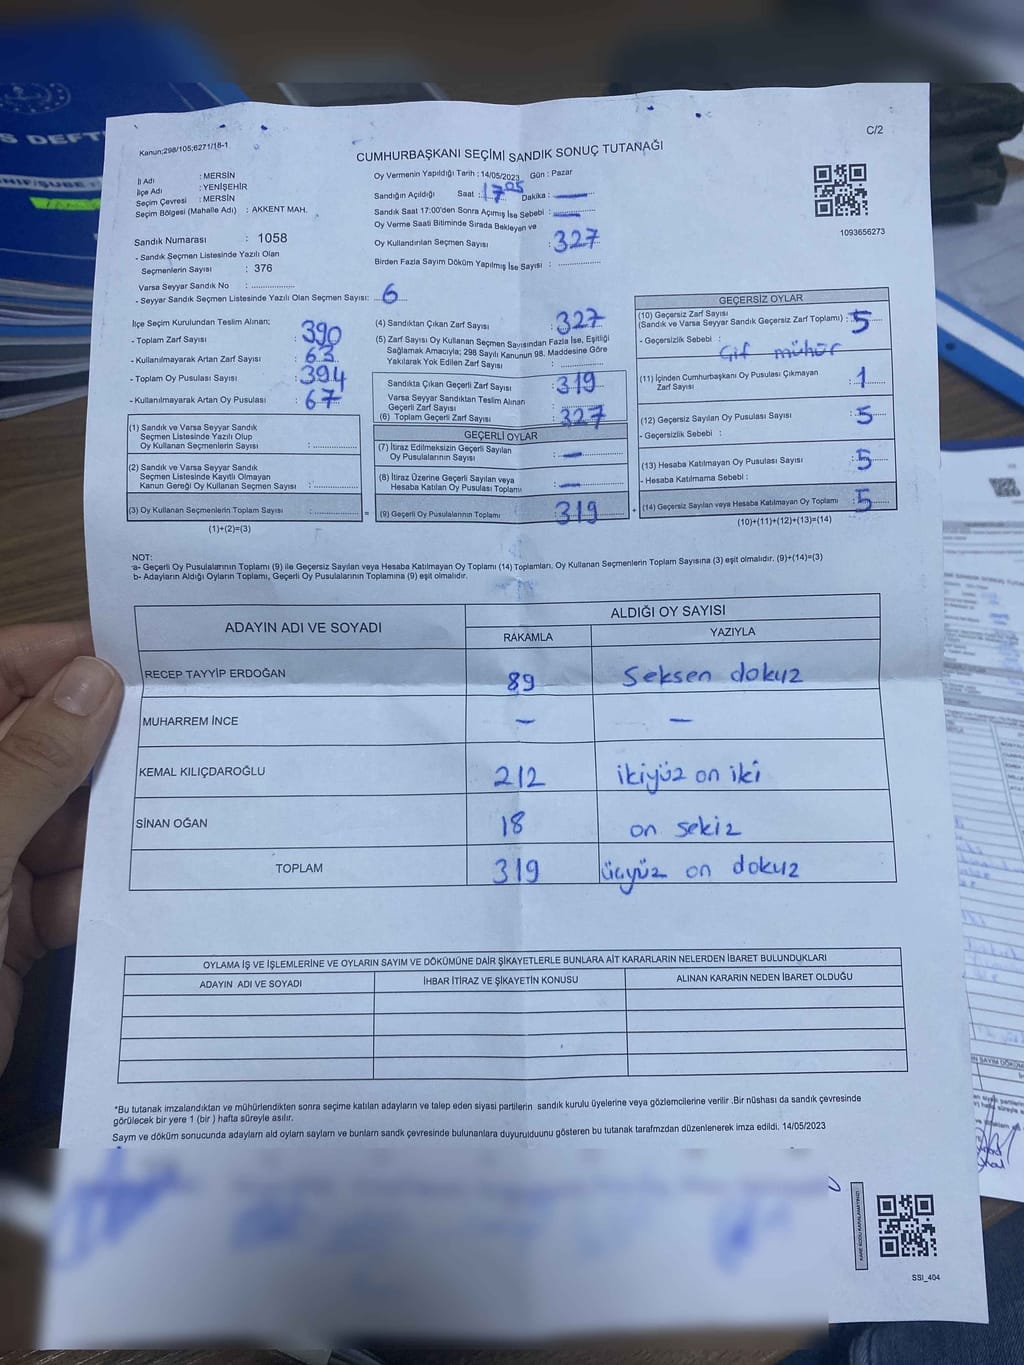 S DEFT
NIF/ŞUBE
C/2
Kanun;298/105;6271/18-1
CUMHURBAŞKANI SEÇİMİ SANDIK SONUÇ TUTANAĞI
İl Adı : MERSİN
İlçe Adı : YENİŞEHİR
Seçim Çevresi : MERSİN
Seçim Bölgesi (Mahalle Adı) : AKKENT MAH.
Sandık Numarası : 1058
- Sandık Seçmen Listesinde Yazılı Olan
Seçmenlerin Sayısı : 376
Varsa Seyyar Sandık No : ..............
- Seyyar Sandık Seçmen Listesinde Yazılı Olan Seçmen Sayısı: 6
Oy Vermenin Yapıldığı Tarih : 14/05/2023 Gün : Pazar
Sandığın Açıldığı Saat : 17 05 Dakika : —
Sandık Saat 17:00'den Sonra Açımış İse Sebebi : —
Oy Verme Saati Bitiminde Sırada Bekleyen ve
Oy Kullandırılan Seçmen Sayısı : 327
Birden Fazla Sayım Döküm Yapılmış İse Sayısı : ..............
1093656273
İlçe Seçim Kurulundan Teslim Alınan;
- Toplam Zarf Sayısı : 390
- Kullanılmayarak Artan Zarf Sayısı : 63
- Toplam Oy Pusulası Sayısı : 394
- Kullanılmayarak Artan Oy Pusulası : 67
(1) Sandık ve Varsa Seyyar Sandık
Seçmen Listesinde Yazılı Olup
Oy Kullanan Seçmenlerin Sayısı : ..............
(2) Sandık ve Varsa Seyyar Sandık
Seçmen Listesinde Kayıtlı Olmayan
Kanun Gereği Oy Kullanan Seçmen Sayısı : ..............
(3) Oy Kullanan Seçmenlerin Toplam Sayısı : .............. =
(1)+(2)=(3)
(4) Sandıktan Çıkan Zarf Sayısı : 327
(5) Zarf Sayısı Oy Kullanan Seçmen Sayısından Fazla İse, Eşitliği
Sağlamak Amacıyla; 298 Sayılı Kanunun 98. Maddesine Göre
Yakılarak Yok Edilen Zarf Sayısı : ..............
Sandıkta Çıkan Geçerli Zarf Sayısı : 319
Varsa Seyyar Sandıktan Teslim Alınan
Geçerli Zarf Sayısı : ..............
(6) Toplam Geçerli Zarf Sayısı : 327
GEÇERLİ OYLAR
(7) İtiraz Edilmeksizin Geçerli Sayılan
Oy Pusulalarının Sayısı : —
(8) İtiraz Üzerine Geçerli Sayılan veya
Hesaba Katılan Oy Pusulası Toplamı : —
(9) Geçerli Oy Pusulalarının Toplamı : 319 +
GEÇERSİZ OYLAR
(10) Geçersiz Zarf Sayısı
(Sandık ve Varsa Seyyar Sandık Geçersiz Zarf Toplamı) : 5
- Geçersizlik Sebebi : Çif mühür
(11) İçinden Cumhurbaşkanı Oy Pusulası Çıkmayan
Zarf Sayısı : 1
(12) Geçersiz Sayılan Oy Pusulası Sayısı : 5
- Geçersizlik Sebebi :
(13) Hesaba Katılmayan Oy Pusulası Sayısı : 5
- Hesaba Katılmama Sebebi :
(14) Geçersiz Sayılan veya Hesaba Katılmayan Oy Toplamı : 5
(10)+(11)+(12)+(13)=(14)
NOT:
a- Geçerli Oy Pusulalarının Toplamı (9) ile Geçersiz Sayılan veya Hesaba Katılmayan Oy Toplamı (14) Toplamları, Oy Kullanan Seçmenlerin Toplam Sayısına (3) eşit olmalıdır. (9)+(14)=(3)
b- Adayların Aldığı Oyların Toplamı, Geçerli Oy Pusulalarının Toplamına (9) eşit olmalıdır.
ADAYIN ADI VE SOYADI ALDIĞI OY SAYISI
RAKAMLA YAZIYLA
RECEP TAYYİP ERDOĞAN 89 Seksen dokuz
MUHARREM İNCE — —
KEMAL KILIÇDAROĞLU 212 ikiyüz on iki
SİNAN OĞAN 18 on sekiz
TOPLAM 319 üçyüz on dokuz
OYLAMA İŞ VE İŞLEMLERİNE VE OYLARIN SAYIM VE DÖKÜMÜNE DAİR ŞİKAYETLERLE BUNLARA AİT KARARLARIN NELERDEN İBARET BULUNDUKLARI
ADAYIN ADI VE SOYADI İHBAR İTİRAZ VE ŞİKAYETİN KONUSU ALINAN KARARIN NEDEN İBARET OLDUĞU
*Bu tutanak imzalandıktan ve mühürlendikten sonra seçime katılan adayların ve talep eden siyasi partilerin sandık kurulu üyelerine veya gözlemcilerine verilir .Bir nüshası da sandık çevresinde
görülecek bir yere 1 (bir ) hafta süreyle asılır.
Saym ve döküm sonucunda adaylarn ald oylarn saylarn ve bunlarn sandk çevresinde bulunanlara duyurulduunu gösteren bu tutanak tarafmzdan düzenlenerek imza edildi. 14/05/2023
KARE KODU KARALAMAYINIZ!
SSI_404